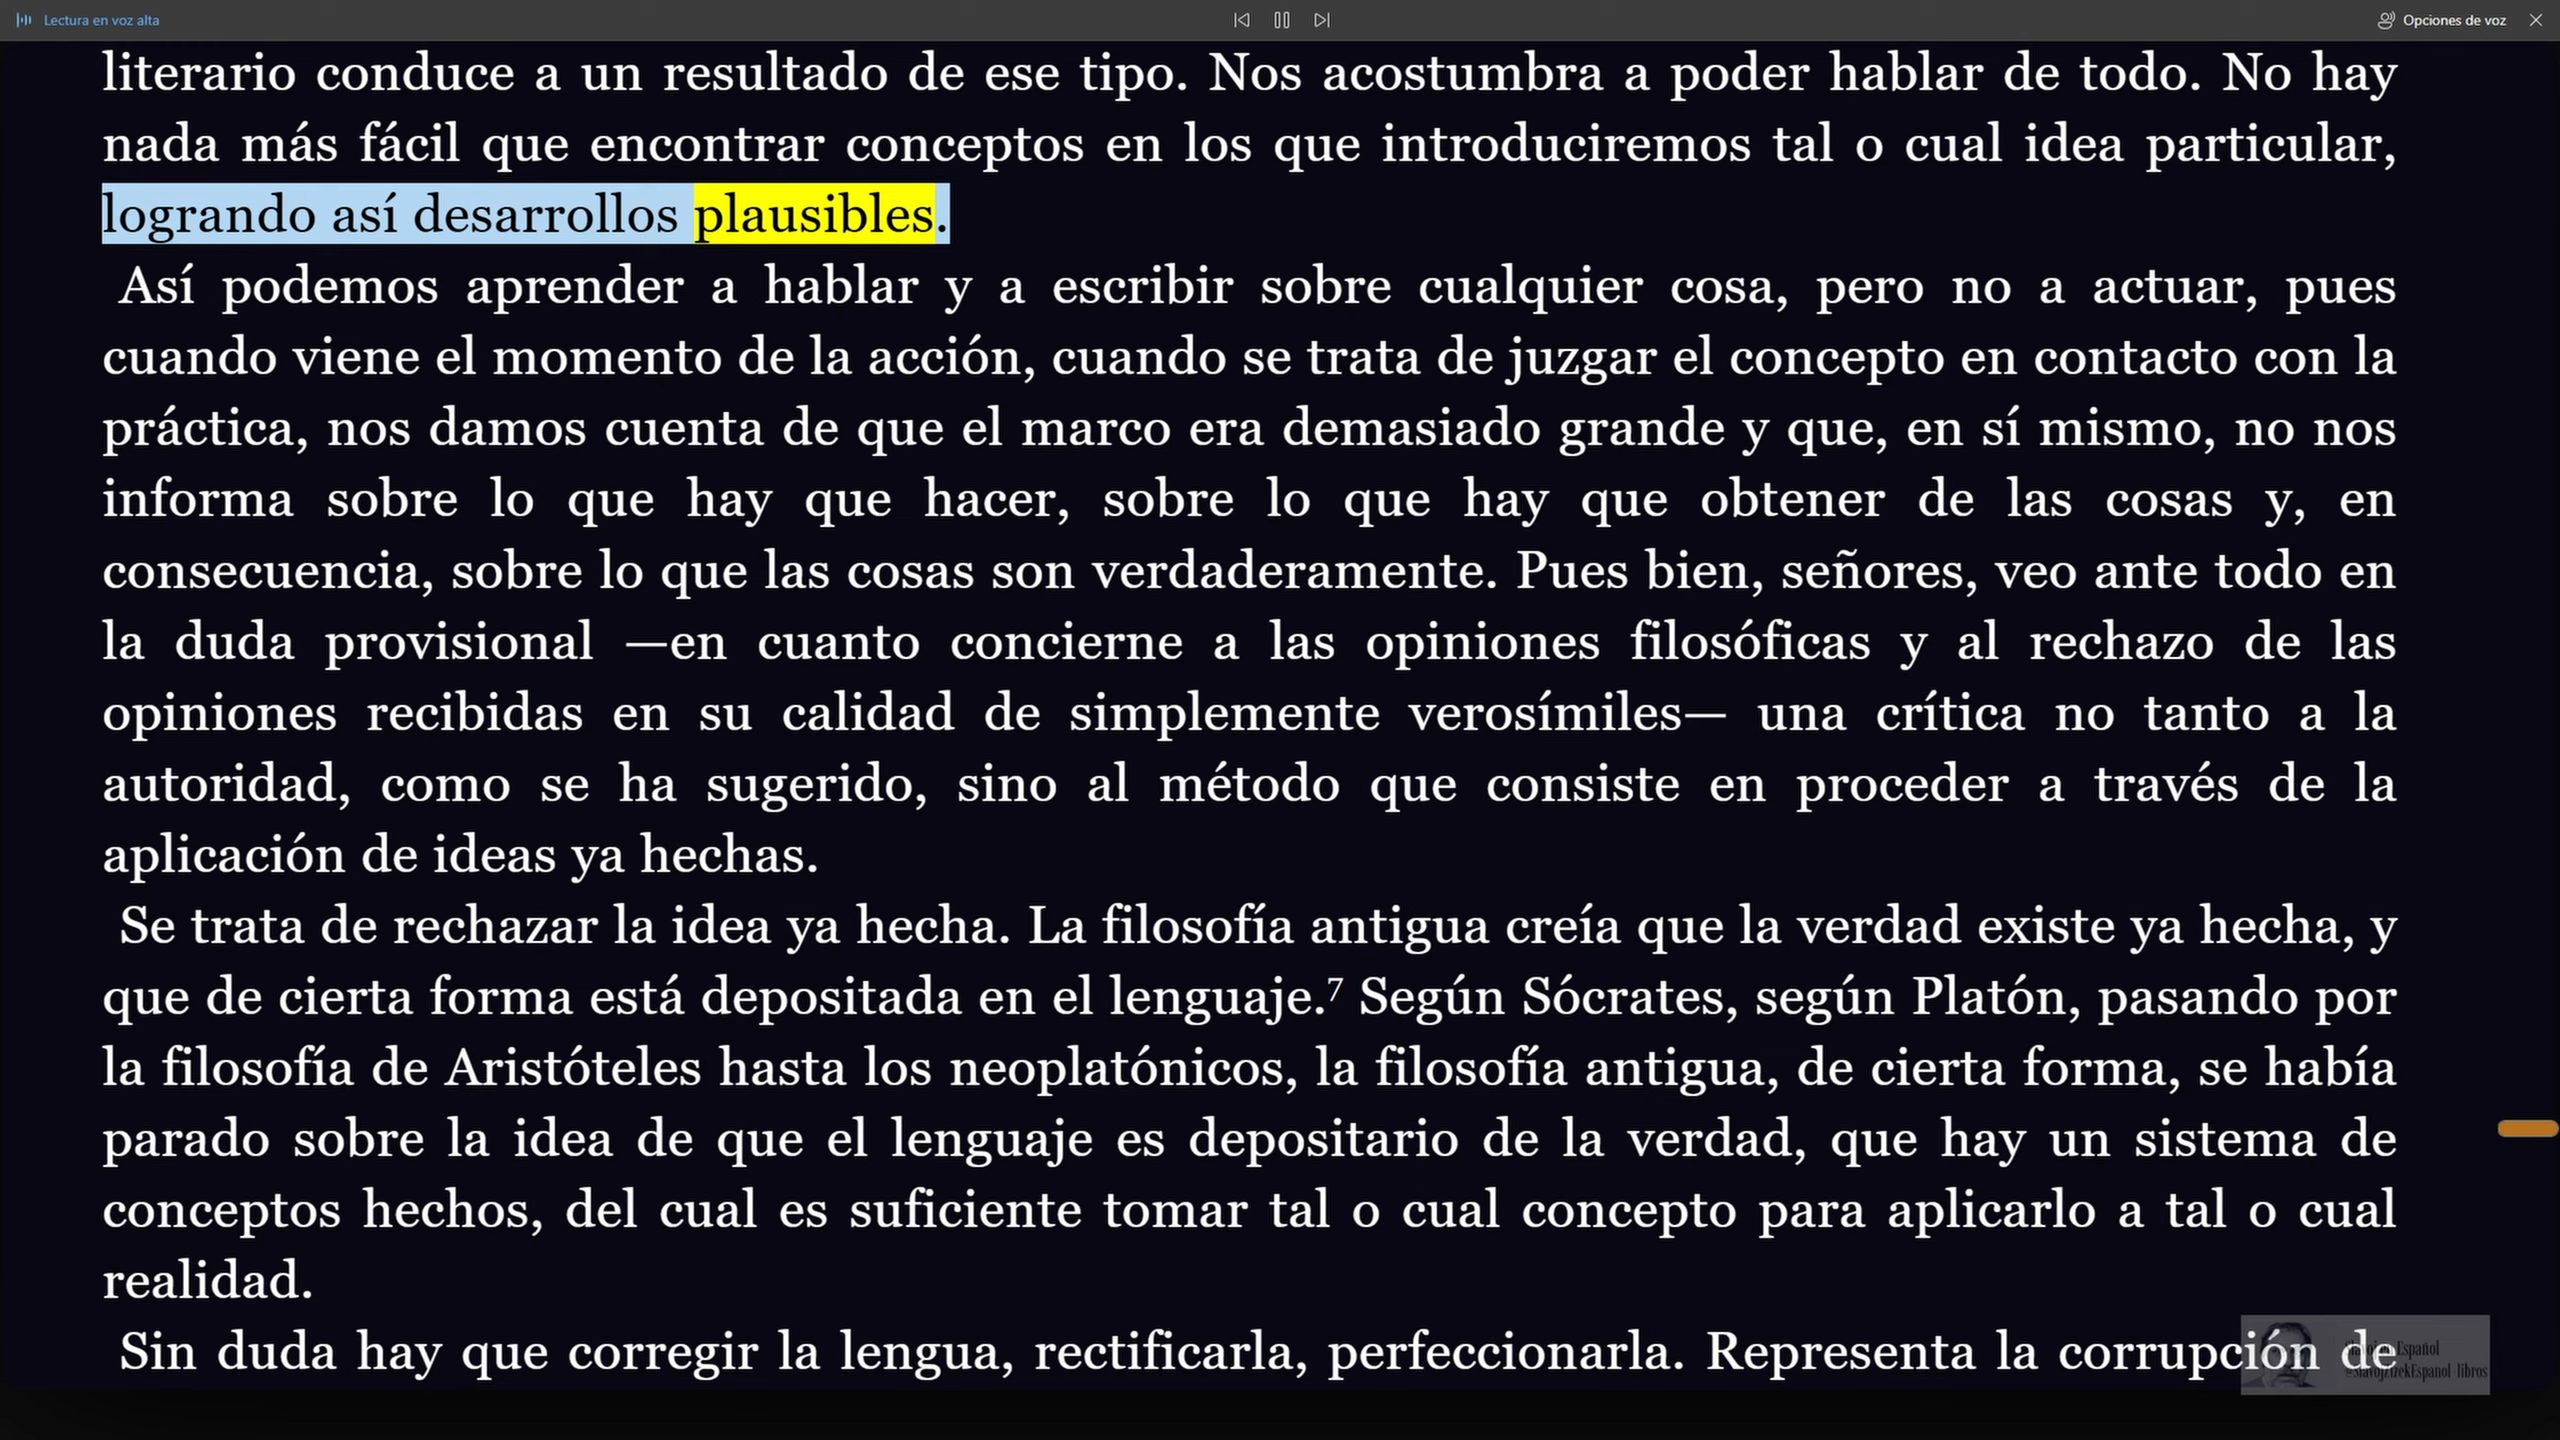 Lectura en voz alta
Opciones de voz
literario conduce a un resultado de ese tipo. Nos acostumbra a poder hablar de todo. No hay
nada más fácil que encontrar conceptos en los que introduciremos tal o cual idea particular,
logrando así desarrollos plausibles.
Así podemos aprender a hablar y a escribir sobre cualquier cosa, pero no a actuar, pues
cuando viene el momento de la acción, cuando se trata de juzgar el concepto en contacto con la
práctica, nos damos cuenta de que el marco era demasiado grande y que, en sí mismo, no nos
informa sobre lo que hay que hacer, sobre lo que hay que obtener de las cosas y, en
consecuencia, sobre lo que las cosas son verdaderamente. Pues bien, señores, veo ante todo en
la duda provisional —en cuanto concierne a las opiniones filosóficas y al rechazo de las
opiniones recibidas en su calidad de simplemente verosímiles— una crítica no tanto a la
autoridad, como se ha sugerido, sino al método que consiste en proceder a través de la
aplicación de ideas ya hechas.
Se trata de rechazar la idea ya hecha. La filosofía antigua creía que la verdad existe ya hecha, y
que de cierta forma está depositada en el lenguaje.⁷ Según Sócrates, según Platón, pasando por
la filosofía de Aristóteles hasta los neoplatónicos, la filosofía antigua, de cierta forma, se había
parado sobre la idea de que el lenguaje es depositario de la verdad, que hay un sistema de
conceptos hechos, del cual es suficiente tomar tal o cual concepto para aplicarlo a tal o cual
realidad.
Sin duda hay que corregir la lengua, rectificarla, perfeccionarla. Representa la corrupción de
Español